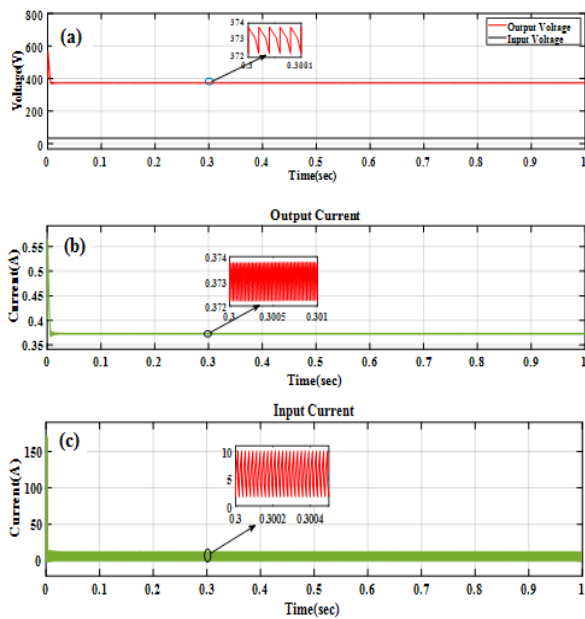 (a)
Voltage(V)
800
600
400
200
0
374
373
372
0.3 0.3001
Output Voltage
Input Voltage
0 0.1 0.2 0.3 0.4 0.5 0.6 0.7 0.8 0.9 1
Time(sec)
Output Current
(b)
Current(A)
0.55
0.5
0.45
0.4
0.35
0.374
0.373
0.372
0.3 0.3005 0.301
0 0.1 0.2 0.3 0.4 0.5 0.6 0.7 0.8 0.9 1
Time(sec)
Input Current
(c)
Current(A)
150
100
50
0
10
5
0
0.3 0.3002 0.3004
0 0.1 0.2 0.3 0.4 0.5 0.6 0.7 0.8 0.9 1
Time(sec)